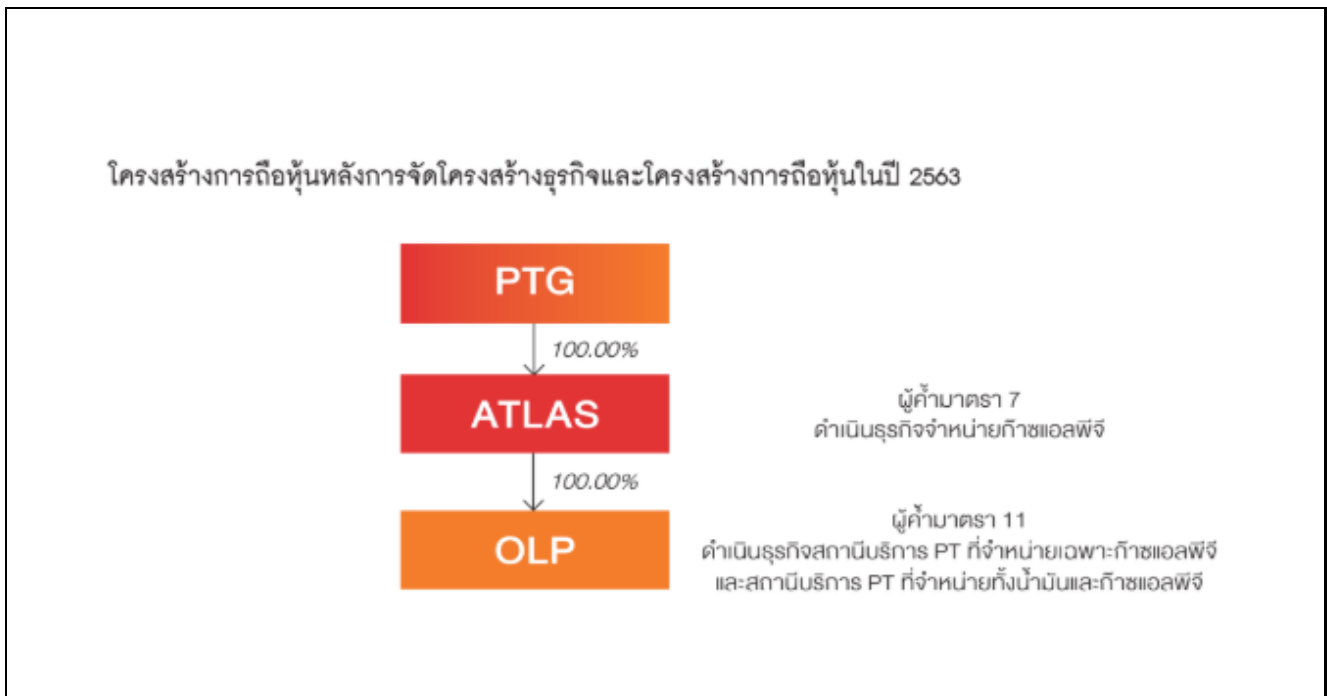 โครงสร้างการถือหุ้นหลังการจัดโครงสร้างธุรกิจและโครงสร้างการถือหุ้นในปี 2563
PTG
100.00%
ATLAS
ผู้ค้ามาตรา 7
ดำเนินธุรกิจจำหน่ายก๊าซแอลพีจี
100.00%
OLP
ผู้ค้ามาตรา 11
ดำเนินธุรกิจสถานีบริการ PT ที่จำหน่ายเฉพาะก๊าซแอลพีจี
และสถานีบริการ PT ที่จำหน่ายทั้งน้ำมันและก๊าซแอลพีจี